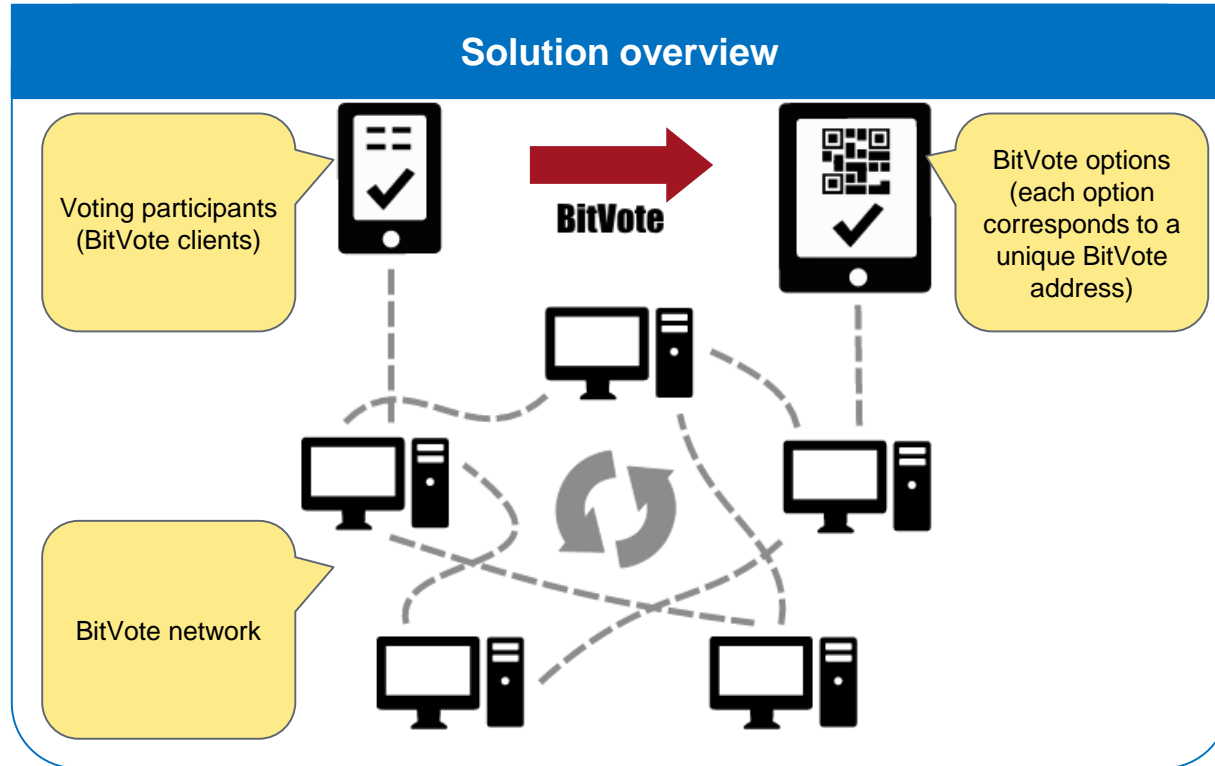 Solution overview
Voting participants
(BitVote clients)
BitVote
BitVote options
(each option
corresponds to a
unique BitVote
address)
BitVote network